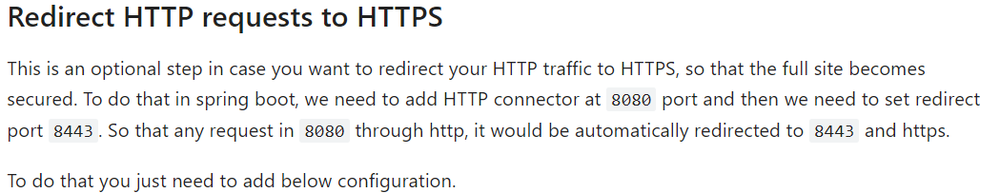 Redirect HTTP requests to HTTPS
This is an optional step in case you want to redirect your HTTP traffic to HTTPS, so that the full site becomes
secured. To do that in spring boot, we need to add HTTP connector at 8080 port and then we need to set redirect
port 8443 . So that any request in 8080 through http, it would be automatically redirected to 8443 and https.
To do that you just need to add below configuration.